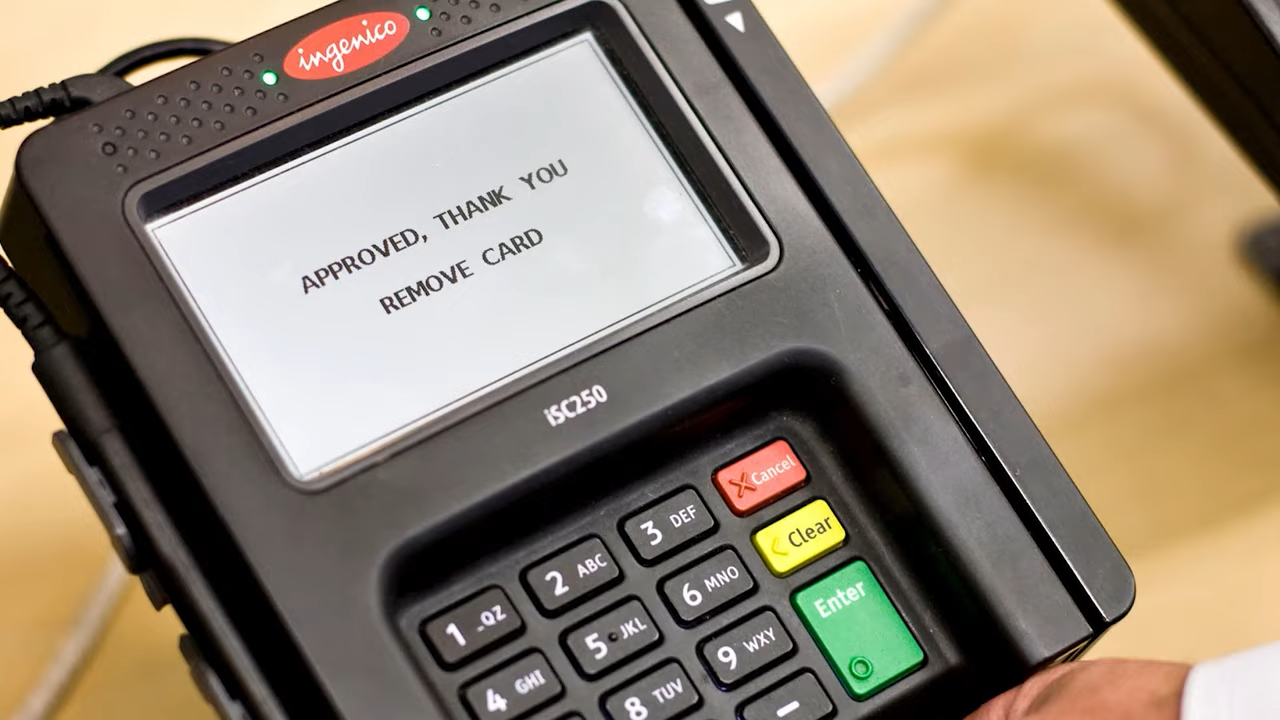 ingenico
APPROVED, THANK YOU
REMOVE CARD
iSC250
Cancel
Clear
Enter
1 _QZ
2 ABC
3 DEF
4 GHI
5 JKL
6 MNO
8 TUV
9 WXY